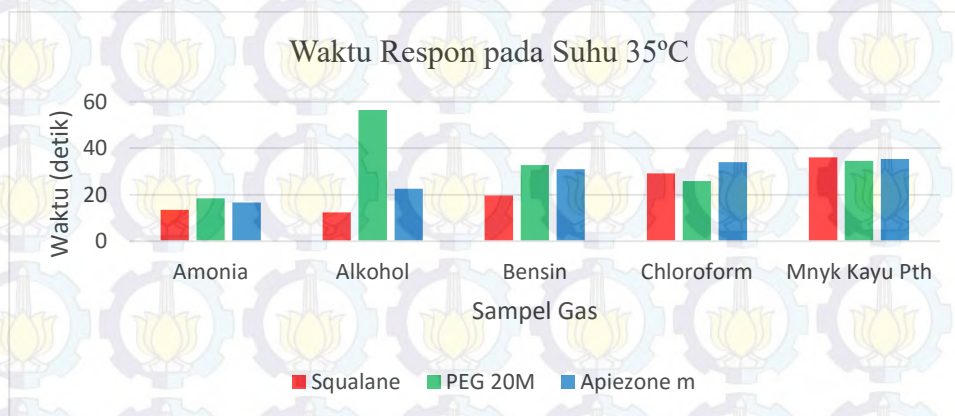 Waktu Respon pada Suhu 35ºC
Waktu (detik)
60
40
20
0
Amonia Alkohol Bensin Chloroform Mnyk Kayu Pth
Sampel Gas
Squalane PEG 20M Apiezone m